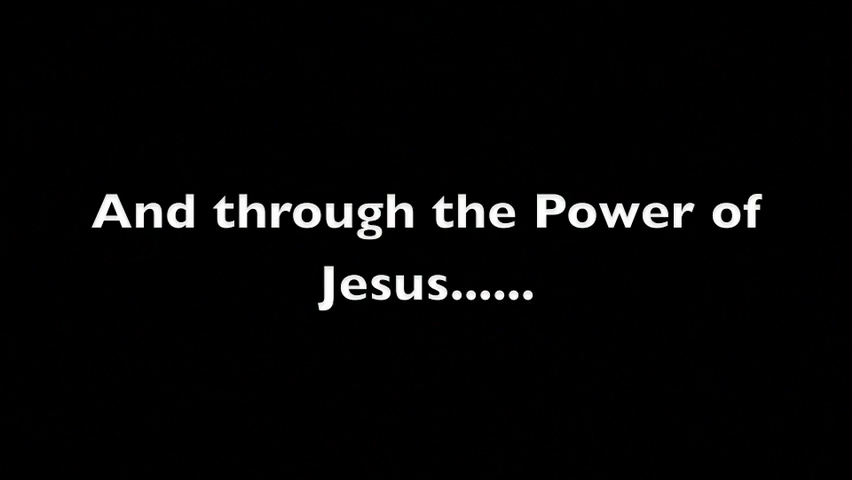 And through the Power of
Jesus......